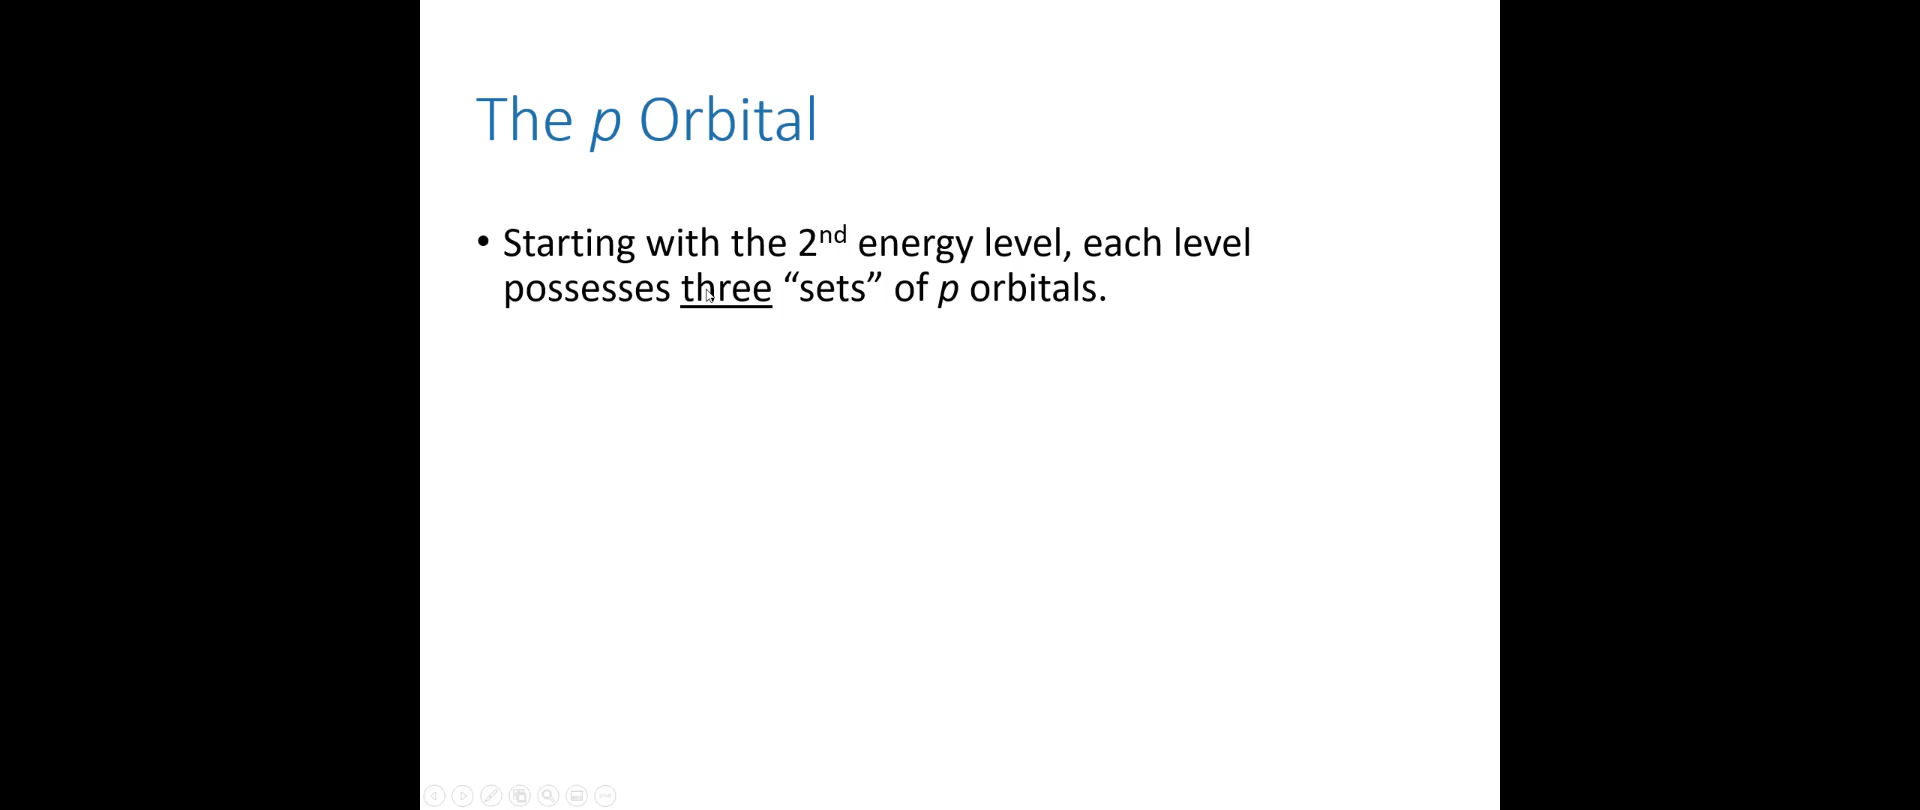 The p Orbital
• Starting with the 2nd energy level, each level
possesses three “sets” of p orbitals.